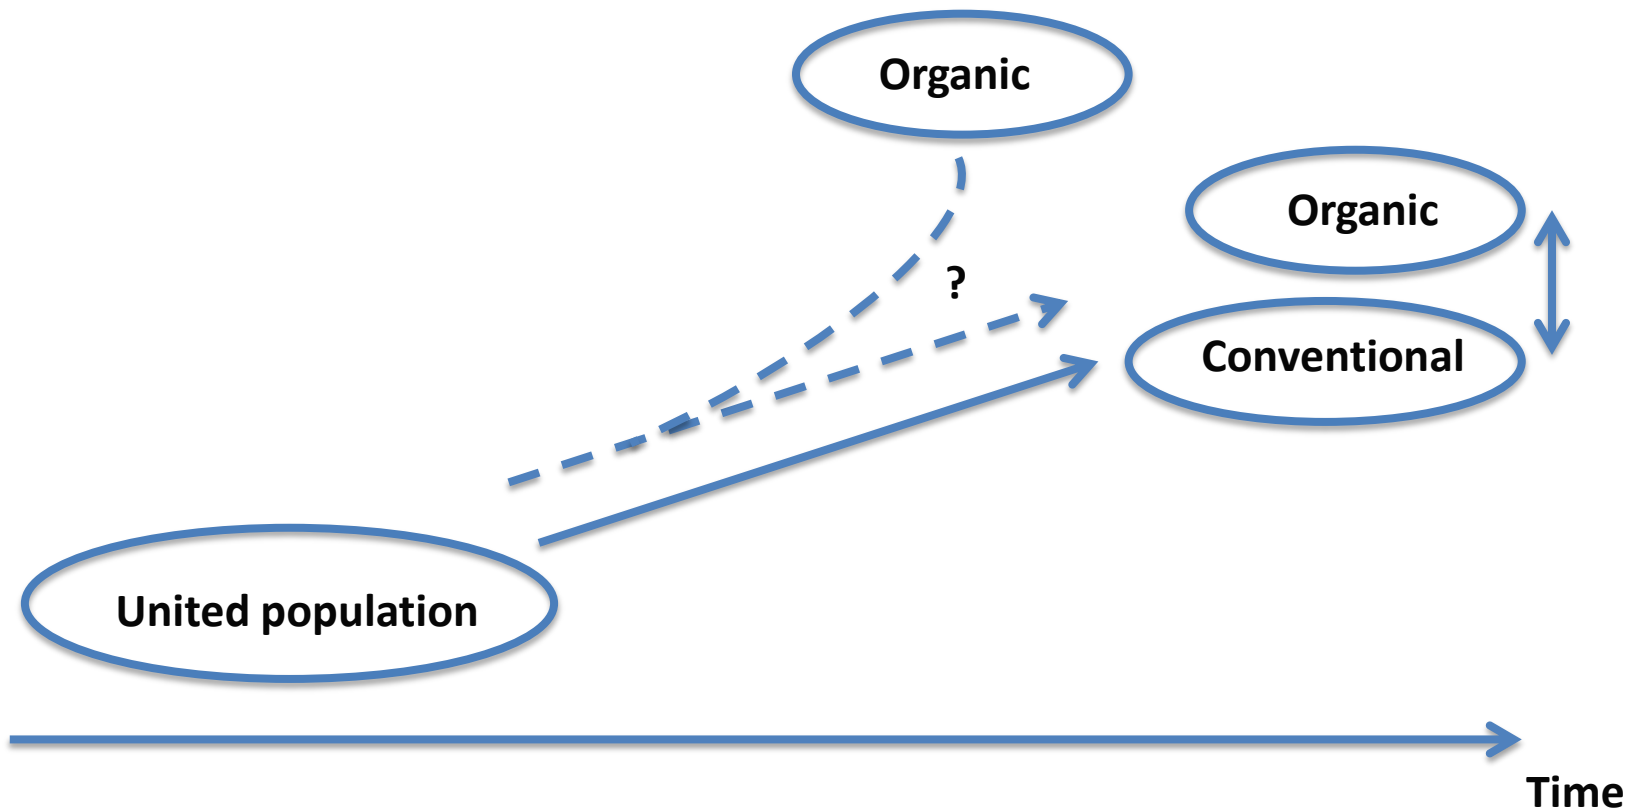 Organic
Organic
?
Conventional
United population
Time